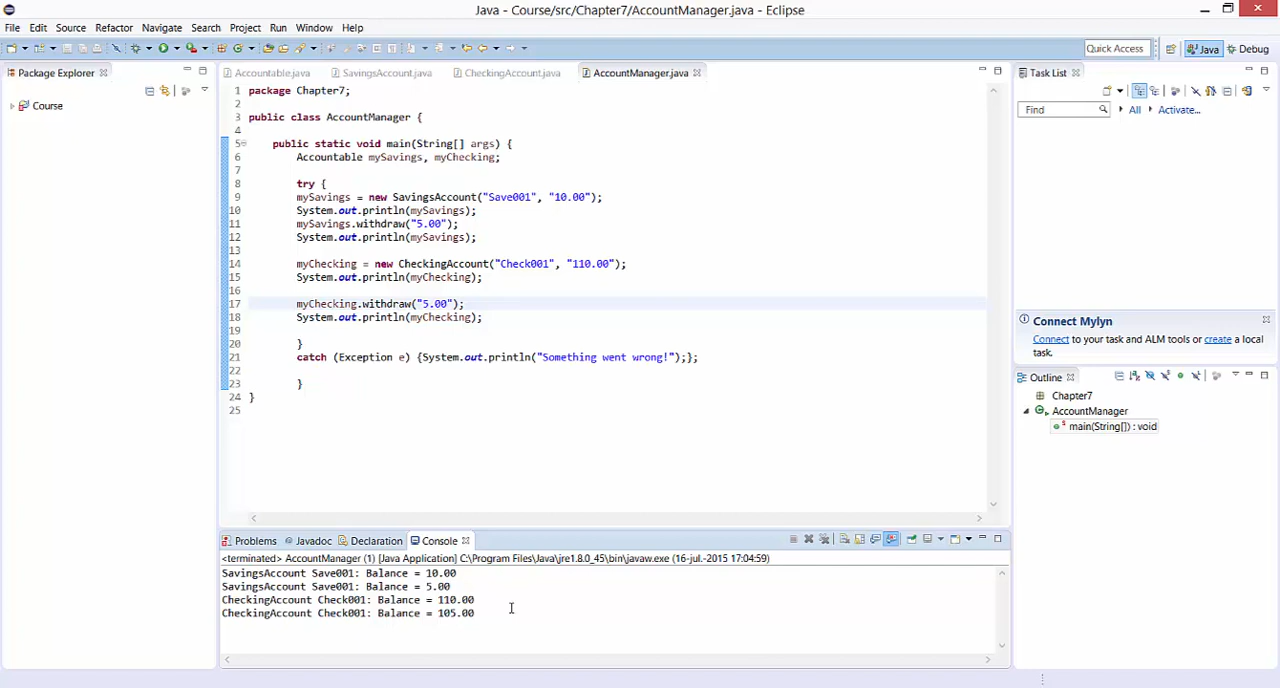 Java - Course/src/Chapter7/AccountManager.java - Eclipse
File Edit Source Refactor Navigate Search Project Run Window Help
Quick Access Java Debug
Package Explorer
Course
Accountable.java SavingsAccount.java CheckingAccount.java AccountManager.java
1 package Chapter7;
2
3 public class AccountManager {
4
5 public static void main(String[] args) {
6 Accountable mySavings, myChecking;
7
8 try {
9 mySavings = new SavingsAccount("Save001", "10.00");
10 System.out.println(mySavings);
11 mySavings.withdraw("5.00");
12 System.out.println(mySavings);
13
14 myChecking = new CheckingAccount("Check001", "110.00");
15 System.out.println(myChecking);
16
17 myChecking.withdraw("5.00");
18 System.out.println(myChecking);
19
20 }
21 catch (Exception e) {System.out.println("Something went wrong!");};
22
23 }
24 }
25
Task List
Find All Activate...
Connect Mylyn
Connect to your task and ALM tools or create a local
task.
Outline
Chapter7
AccountManager
main(String[]) : void
Problems Javadoc Declaration Console
<terminated> AccountManager (1) [Java Application] C:\Program Files\Java\jre1.8.0_45\bin\javaw.exe (16-jul.-2015 17:04:59)
SavingsAccount Save001: Balance = 10.00
SavingsAccount Save001: Balance = 5.00
CheckingAccount Check001: Balance = 110.00
CheckingAccount Check001: Balance = 105.00